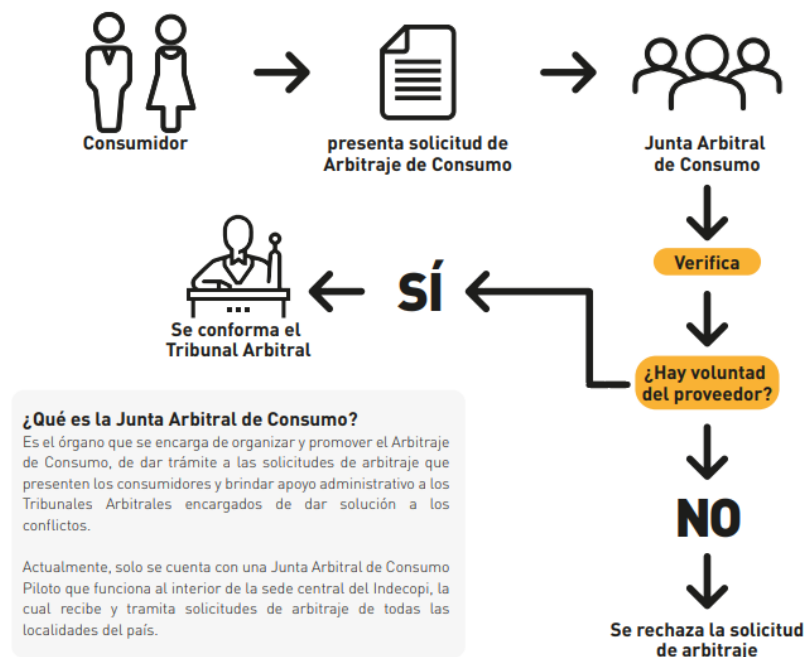 Consumidor
presenta solicitud de
Arbitraje de Consumo
Junta Arbitral
de Consumo
Verifica
¿Hay voluntad
del proveedor?
SÍ
Se conforma el
Tribunal Arbitral
NO
Se rechaza la solicitud
de arbitraje
¿Qué es la Junta Arbitral de Consumo?
Es el órgano que se encarga de organizar y promover el Arbitraje
de Consumo, de dar trámite a las solicitudes de arbitraje que
presenten los consumidores y brindar apoyo administrativo a los
Tribunales Arbitrales encargados de dar solución a los
conflictos.
Actualmente, solo se cuenta con una Junta Arbitral de Consumo
Piloto que funciona al interior de la sede central del Indecopi, la
cual recibe y tramita solicitudes de arbitraje de todas las
localidades del país.